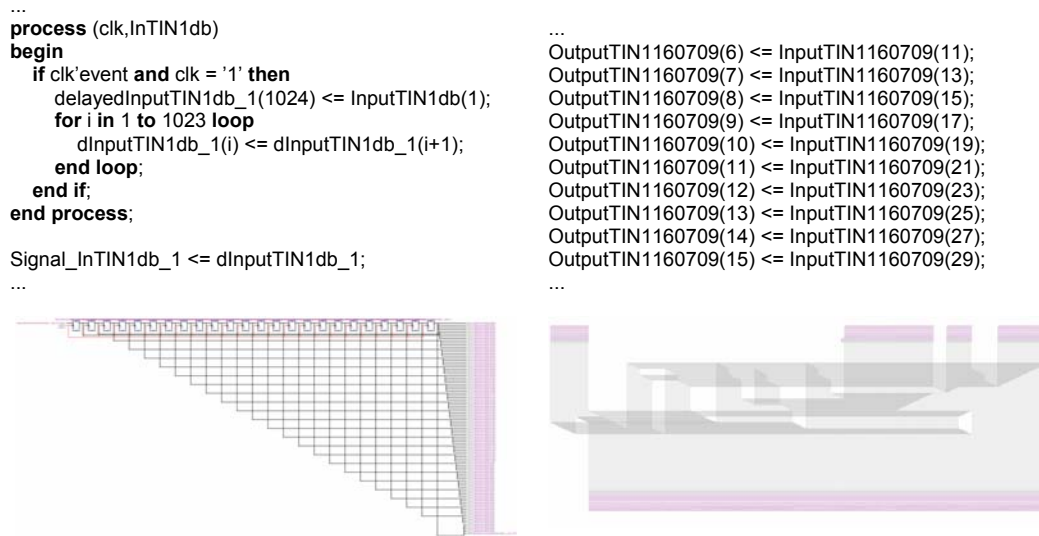 ...
process (clk,InTIN1db)
begin
if clk'event and clk = '1' then
delayedInputTIN1db_1(1024) <= InputTIN1db(1);
for i in 1 to 1023 loop
dInputTIN1db_1(i) <= dInputTIN1db_1(i+1);
end loop;
end if;
end process;
Signal_InTIN1db_1 <= dInputTIN1db_1;
...
...
OutputTIN1160709(6) <= InputTIN1160709(11);
OutputTIN1160709(7) <= InputTIN1160709(13);
OutputTIN1160709(8) <= InputTIN1160709(15);
OutputTIN1160709(9) <= InputTIN1160709(17);
OutputTIN1160709(10) <= InputTIN1160709(19);
OutputTIN1160709(11) <= InputTIN1160709(21);
OutputTIN1160709(12) <= InputTIN1160709(23);
OutputTIN1160709(13) <= InputTIN1160709(25);
OutputTIN1160709(14) <= InputTIN1160709(27);
OutputTIN1160709(15) <= InputTIN1160709(29);
...